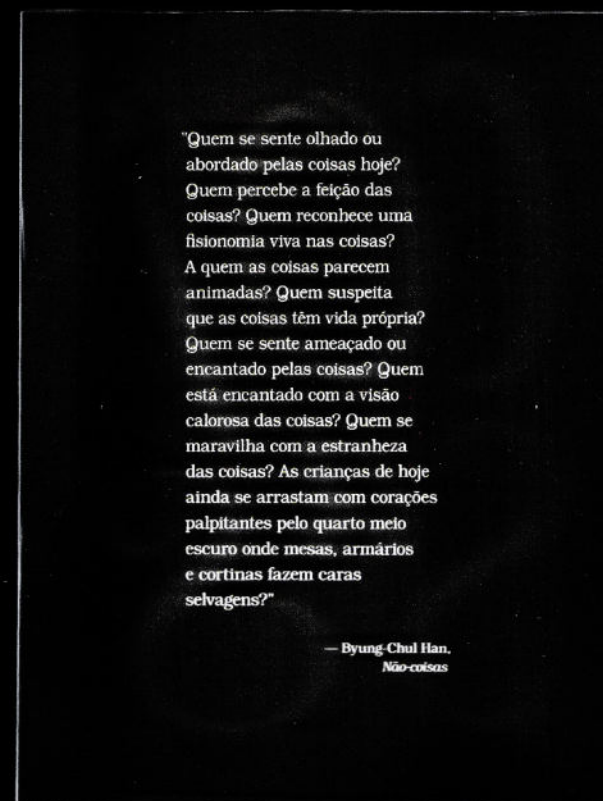 "Quem se sente olhado ou
abordado pelas coisas hoje?
Quem percebe a feição das
coisas? Quem reconhece uma
fisionomia viva nas coisas?
A quem as coisas parecem
animadas? Quem suspeita
que as coisas têm vida própria?
Quem se sente ameaçado ou
encantado pelas coisas? Quem
está encantado com a visão
calorosa das coisas? Quem se
maravilha com a estranheza
das coisas? As crianças de hoje
ainda se arrastam com corações
palpitantes pelo quarto meio
escuro onde mesas, armários
e cortinas fazem caras
selvagens?"
— Byung-Chul Han,
Não-coisas